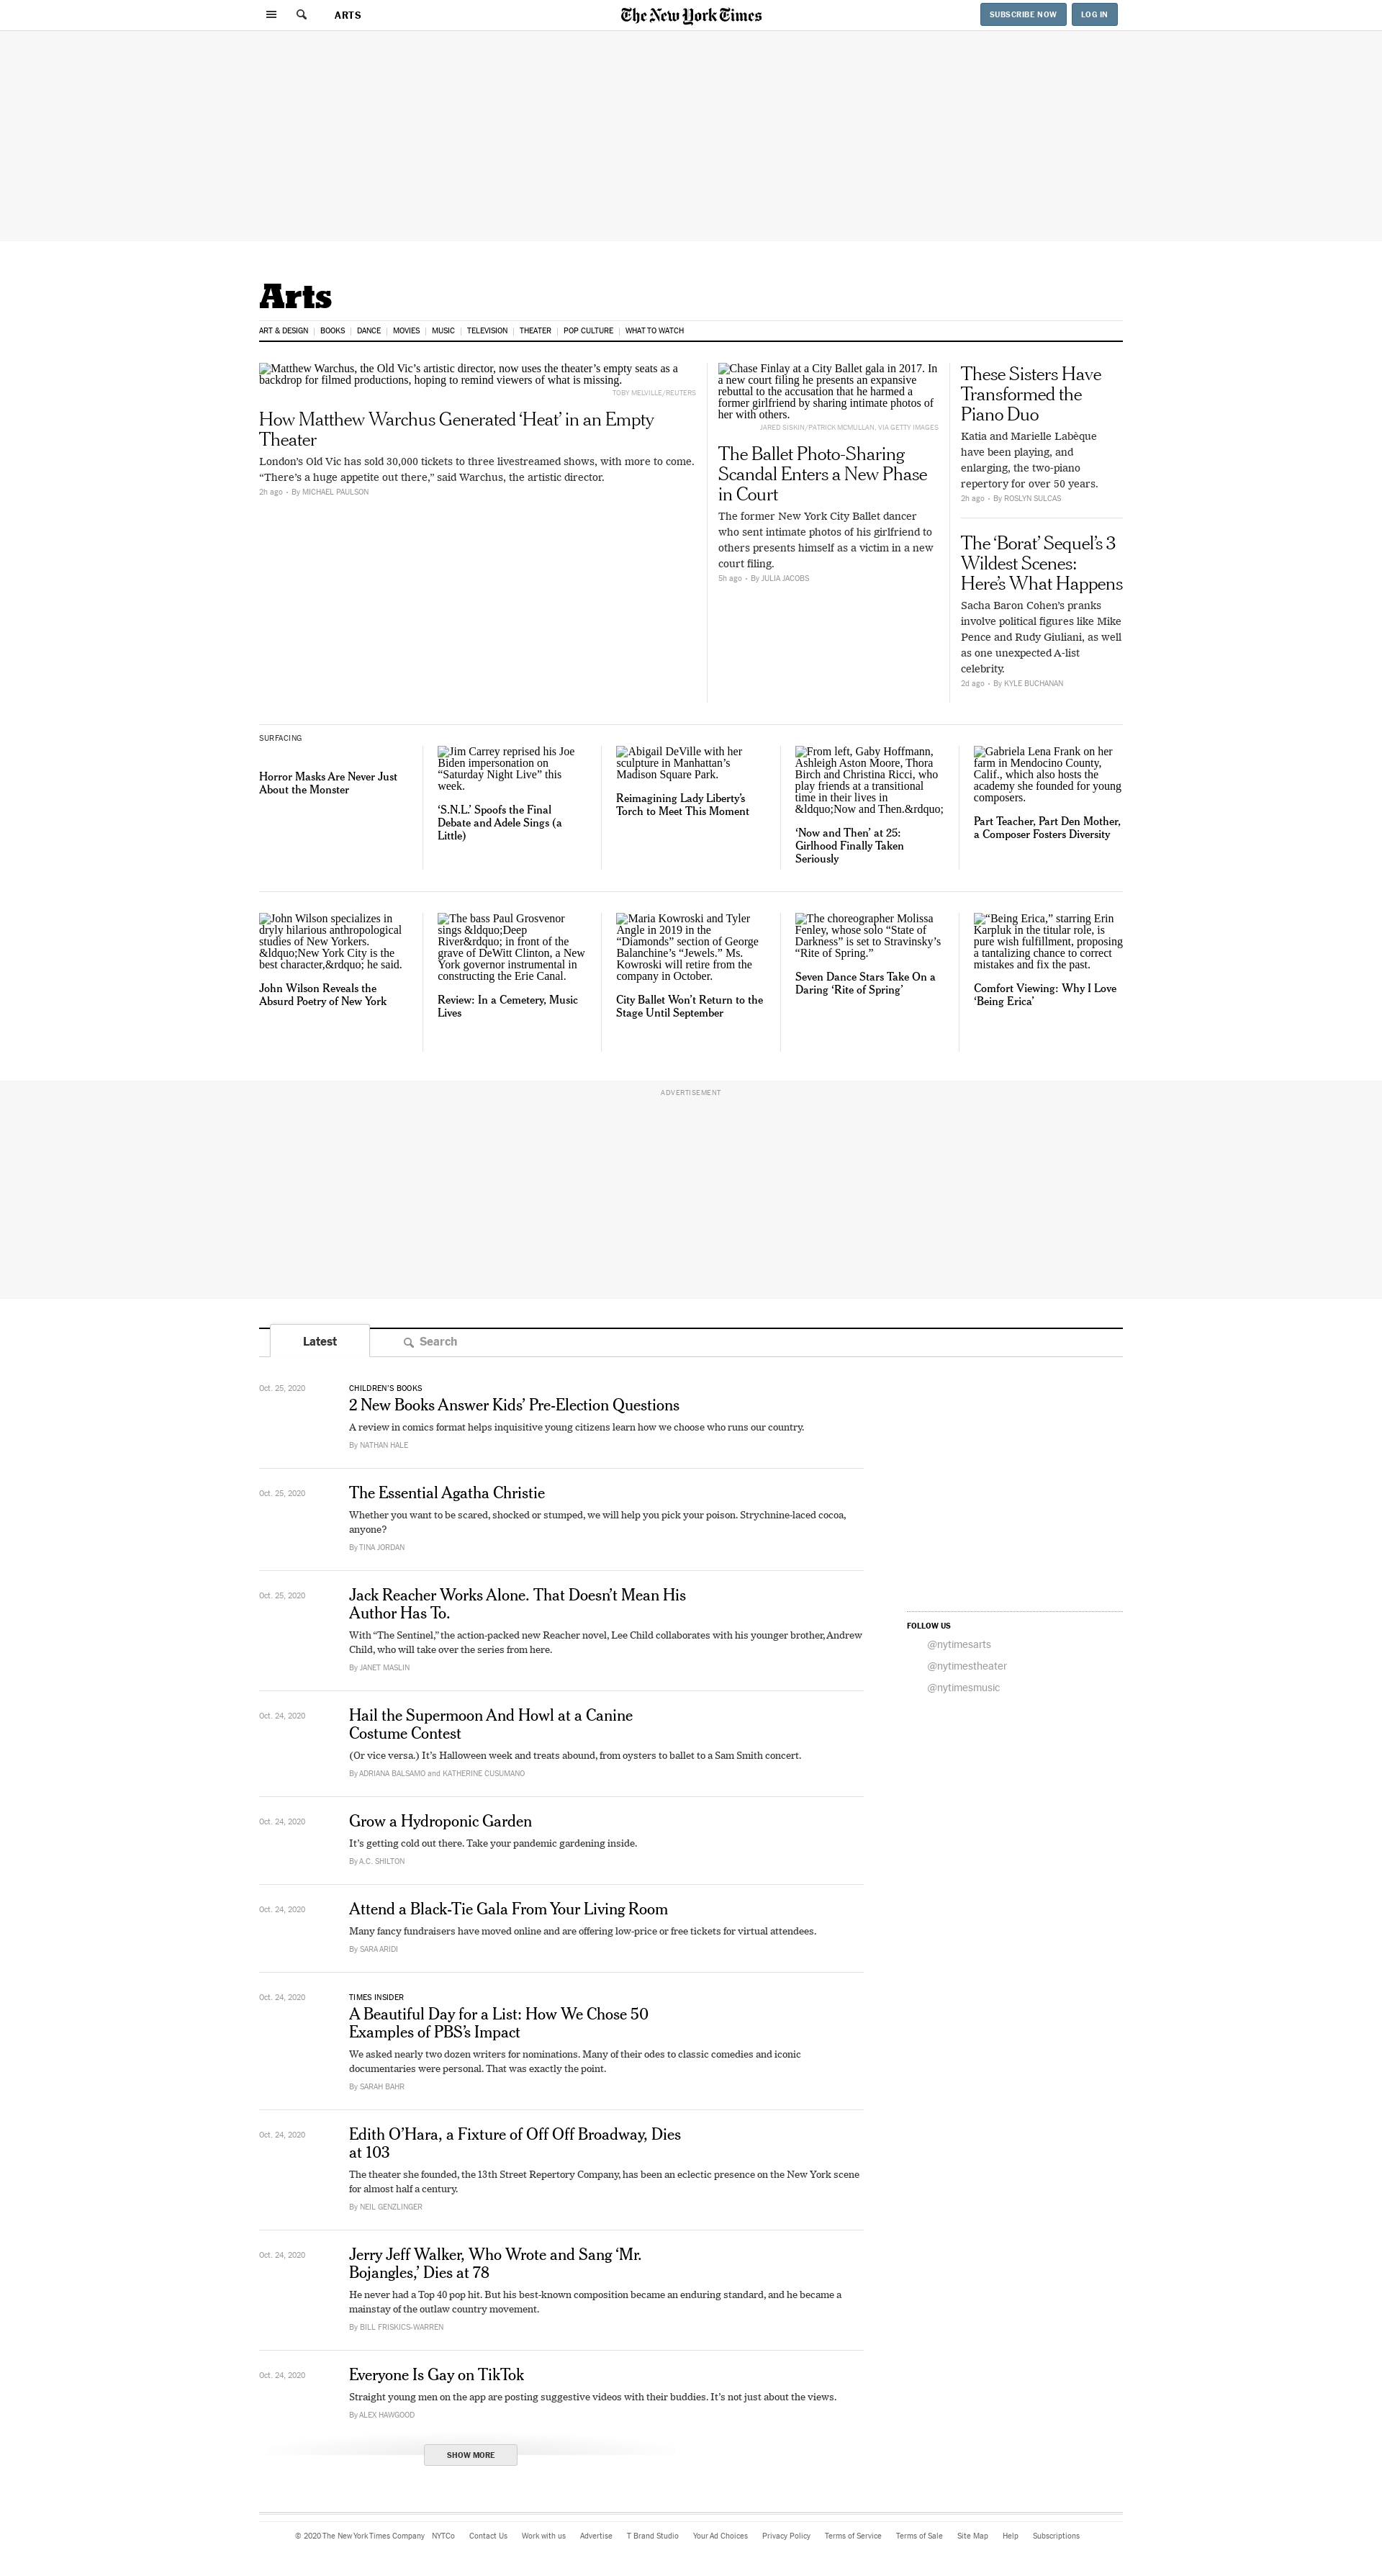 ARTS
The New York Times
SUBSCRIBE NOW
LOG IN
Arts
ART & DESIGN
BOOKS
DANCE
MOVIES
MUSIC
TELEVISION
THEATER
POP CULTURE
WHAT TO WATCH
Matthew Warchus, the Old Vic’s artistic director, now uses the theater’s empty seats as a
backdrop for filmed productions, hoping to remind viewers of what is missing.
TOBY MELVILLE/REUTERS
How Matthew Warchus Generated ‘Heat’ in an Empty
Theater
London’s Old Vic has sold 30,000 tickets to three livestreamed shows, with more to come.
“There’s a huge appetite out there,” said Warchus, the artistic director.
2h ago • By MICHAEL PAULSON
Chase Finlay at a City Ballet gala in 2017. In
a new court filing he presents an expansive
rebuttal to the accusation that he harmed a
former girlfriend by sharing intimate photos of
her with others.
JARED SISKIN/PATRICK MCMULLAN, VIA GETTY IMAGES
The Ballet Photo-Sharing
Scandal Enters a New Phase
in Court
The former New York City Ballet dancer
who sent intimate photos of his girlfriend to
others presents himself as a victim in a new
court filing.
5h ago • By JULIA JACOBS
These Sisters Have
Transformed the
Piano Duo
Katia and Marielle Labèque
have been playing, and
enlarging, the two-piano
repertory for over 50 years.
2h ago • By ROSLYN SULCAS
The ‘Borat’ Sequel’s 3
Wildest Scenes:
Here’s What Happens
Sacha Baron Cohen’s pranks
involve political figures like Mike
Pence and Rudy Giuliani, as well
as one unexpected A-list
celebrity.
2d ago • By KYLE BUCHANAN
SURFACING
Horror Masks Are Never Just
About the Monster
Jim Carrey reprised his Joe
Biden impersonation on
“Saturday Night Live” this
week.
‘S.N.L.’ Spoofs the Final
Debate and Adele Sings (a
Little)
Abigail DeVille with her
sculpture in Manhattan’s
Madison Square Park.
Reimagining Lady Liberty’s
Torch to Meet This Moment
From left, Gaby Hoffmann,
Ashleigh Aston Moore, Thora
Birch and Christina Ricci, who
play friends at a transitional
time in their lives in
&ldquo;Now and Then.&rdquo;
‘Now and Then’ at 25:
Girlhood Finally Taken
Seriously
Gabriela Lena Frank on her
farm in Mendocino County,
Calif., which also hosts the
academy she founded for young
composers.
Part Teacher, Part Den Mother,
a Composer Fosters Diversity
John Wilson specializes in
dryly hilarious anthropological
studies of New Yorkers.
&ldquo;New York City is the
best character,&rdquo; he said.
John Wilson Reveals the
Absurd Poetry of New York
The bass Paul Grosvenor
sings &ldquo;Deep
River&rdquo; in front of the
grave of DeWitt Clinton, a New
York governor instrumental in
constructing the Erie Canal.
Review: In a Cemetery, Music
Lives
Maria Kowroski and Tyler
Angle in 2019 in the
“Diamonds” section of George
Balanchine’s “Jewels.” Ms.
Kowroski will retire from the
company in October.
City Ballet Won’t Return to the
Stage Until September
The choreographer Molissa
Fenley, whose solo “State of
Darkness” is set to Stravinsky’s
“Rite of Spring.”
Seven Dance Stars Take On a
Daring ‘Rite of Spring’
“Being Erica,” starring Erin
Karpluk in the titular role, is
pure wish fulfillment, proposing
a tantalizing chance to correct
mistakes and fix the past.
Comfort Viewing: Why I Love
‘Being Erica’
ADVERTISEMENT
Latest
Search
Oct. 25, 2020
CHILDREN’S BOOKS
2 New Books Answer Kids’ Pre-Election Questions
A review in comics format helps inquisitive young citizens learn how we choose who runs our country.
By NATHAN HALE
Oct. 25, 2020
The Essential Agatha Christie
Whether you want to be scared, shocked or stumped, we will help you pick your poison. Strychnine-laced cocoa,
anyone?
By TINA JORDAN
Oct. 25, 2020
Jack Reacher Works Alone. That Doesn’t Mean His
Author Has To.
With “The Sentinel,” the action-packed new Reacher novel, Lee Child collaborates with his younger brother, Andrew
Child, who will take over the series from here.
By JANET MASLIN
FOLLOW US
@nytimesarts
@nytimestheater
@nytimesmusic
Oct. 24, 2020
Hail the Supermoon And Howl at a Canine
Costume Contest
(Or vice versa.) It’s Halloween week and treats abound, from oysters to ballet to a Sam Smith concert.
By ADRIANA BALSAMO and KATHERINE CUSUMANO
Oct. 24, 2020
Grow a Hydroponic Garden
It’s getting cold out there. Take your pandemic gardening inside.
By A.C. SHILTON
Oct. 24, 2020
Attend a Black-Tie Gala From Your Living Room
Many fancy fundraisers have moved online and are offering low-price or free tickets for virtual attendees.
By SARA ARIDI
Oct. 24, 2020
TIMES INSIDER
A Beautiful Day for a List: How We Chose 50
Examples of PBS’s Impact
We asked nearly two dozen writers for nominations. Many of their odes to classic comedies and iconic
documentaries were personal. That was exactly the point.
By SARAH BAHR
Oct. 24, 2020
Edith O’Hara, a Fixture of Off Off Broadway, Dies
at 103
The theater she founded, the 13th Street Repertory Company, has been an eclectic presence on the New York scene
for almost half a century.
By NEIL GENZLINGER
Oct. 24, 2020
Jerry Jeff Walker, Who Wrote and Sang ‘Mr.
Bojangles,’ Dies at 78
He never had a Top 40 pop hit. But his best-known composition became an enduring standard, and he became a
mainstay of the outlaw country movement.
By BILL FRISKICS-WARREN
Oct. 24, 2020
Everyone Is Gay on TikTok
Straight young men on the app are posting suggestive videos with their buddies. It’s not just about the views.
By ALEX HAWGOOD
SHOW MORE
© 2020 The New York Times Company
NYTCo
Contact Us
Work with us
Advertise
T Brand Studio
Your Ad Choices
Privacy Policy
Terms of Service
Terms of Sale
Site Map
Help
Subscriptions